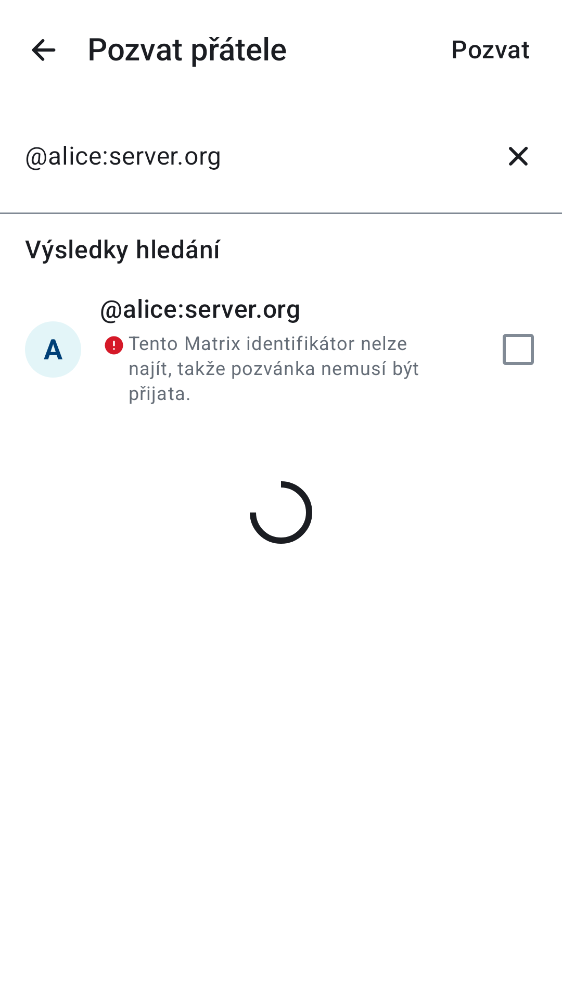 Pozvat přátele
Pozvat
@alice:server.org
Výsledky hledání
@alice:server.org
A
Tento Matrix identifikátor nelze
najít, takže pozvánka nemusí být
přijata.